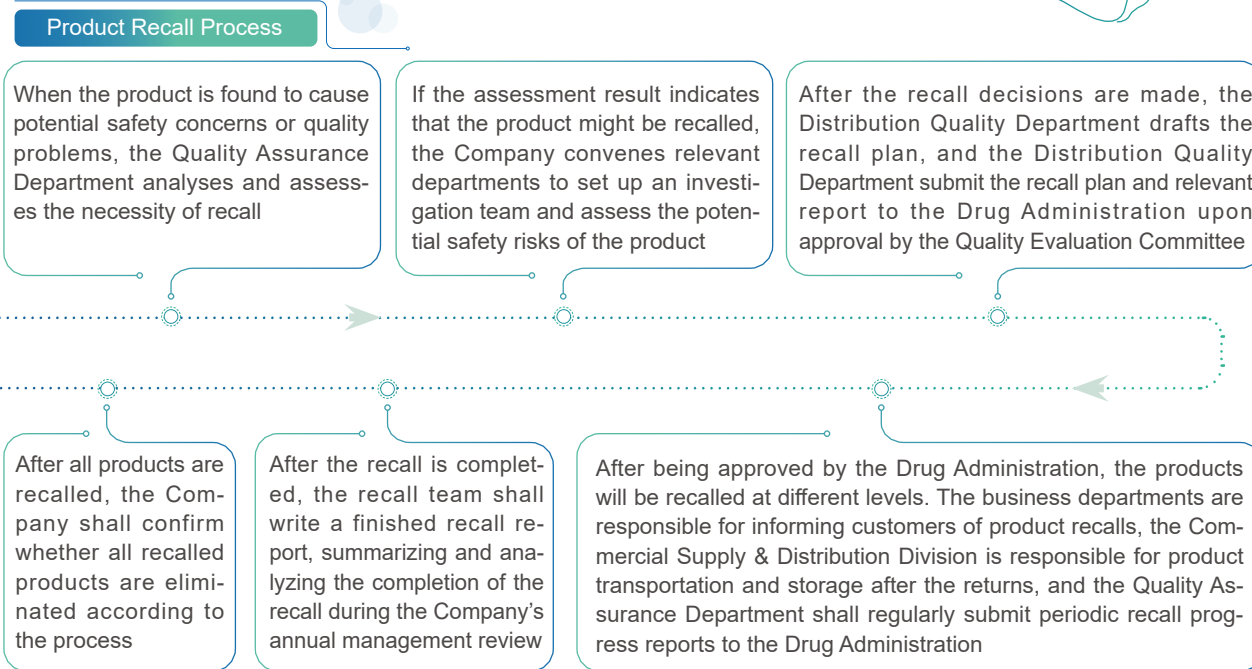 Product Recall Process
When the product is found to cause
potential safety concerns or quality
problems, the Quality Assurance
Department analyses and assess-
es the necessity of recall
If the assessment result indicates
that the product might be recalled,
the Company convenes relevant
departments to set up an investi-
gation team and assess the poten-
tial safety risks of the product
After the recall decisions are made, the
Distribution Quality Department drafts the
recall plan, and the Distribution Quality
Department submit the recall plan and relevant
report to the Drug Administration upon
approval by the Quality Evaluation Committee
After being approved by the Drug Administration, the products
will be recalled at different levels. The business departments are
responsible for informing customers of product recalls, the Com-
mercial Supply & Distribution Division is responsible for product
transportation and storage after the returns, and the Quality As-
surance Department shall regularly submit periodic recall prog-
ress reports to the Drug Administration
After the recall is complet-
ed, the recall team shall
write a finished recall re-
port, summarizing and ana-
lyzing the completion of the
recall during the Company's
annual management review
After all products are
recalled, the Com-
pany shall confirm
whether all recalled
products are elimi-
nated according to
the process